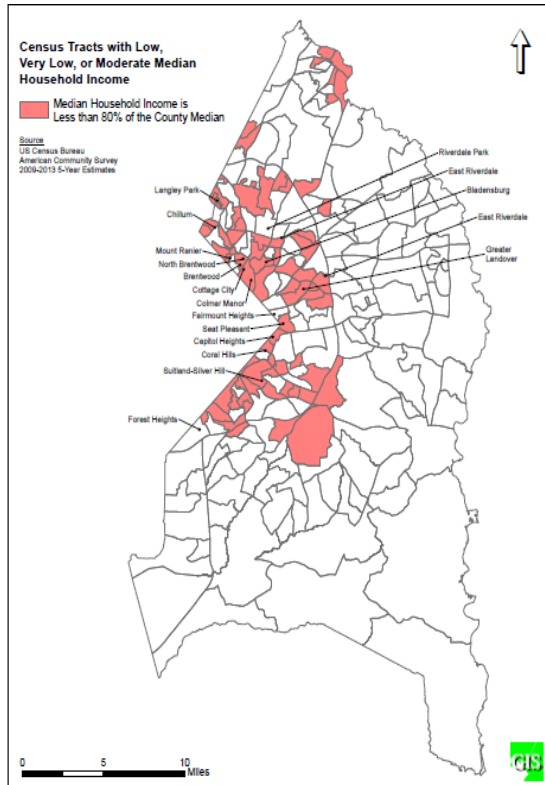 Census Tracts with Low,
Very Low, or Moderate Median
Household Income
Median Household Income is
Less than 80% of the County Median
Source
US Census Bureau
American Community Survey
2009-2013 5-Year Estimates
Riverdale Park
East Riverdale
Bladensburg
East Riverdale
Greater
Landover
Langley Park
Chillum
Mount Ranier
North Brentwood
Brentwood
Cottage City
Colmar Manor
Fairmount Heights
Seat Pleasant
Capitol Heights
Coral Hills
Suitland-Silver Hill
Forest Heights
0 5 10
Miles
GIS